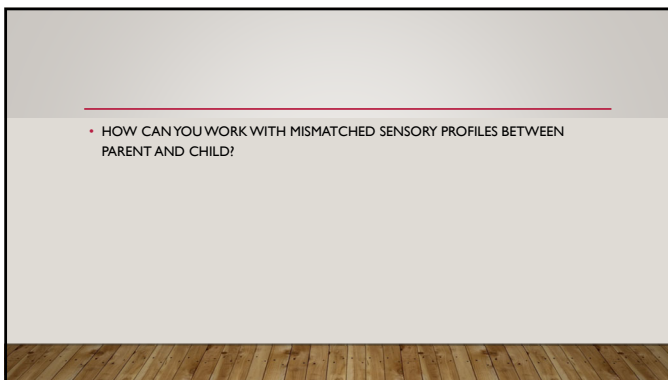 • HOW CAN YOU WORK WITH MISMATCHED SENSORY PROFILES BETWEEN
PARENT AND CHILD?